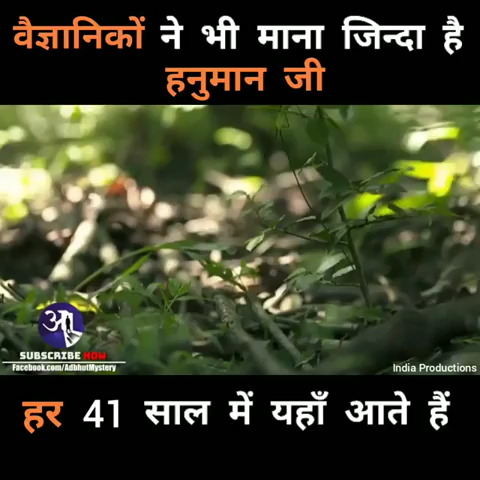 वैज्ञानिकों ने भी माना जिन्दा है
हनुमान जी
अ
SUBSCRIBE NOW
Facebook.com/AdbhutMystery
India Productions
हर 41 साल में यहाँ आते हैं